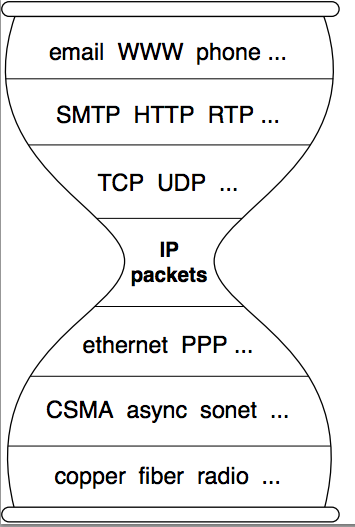 email WWW phone ...
SMTP HTTP RTP ...
TCP UDP ...
IP
packets
ethernet PPP ...
CSMA async sonet ...
copper fiber radio ...